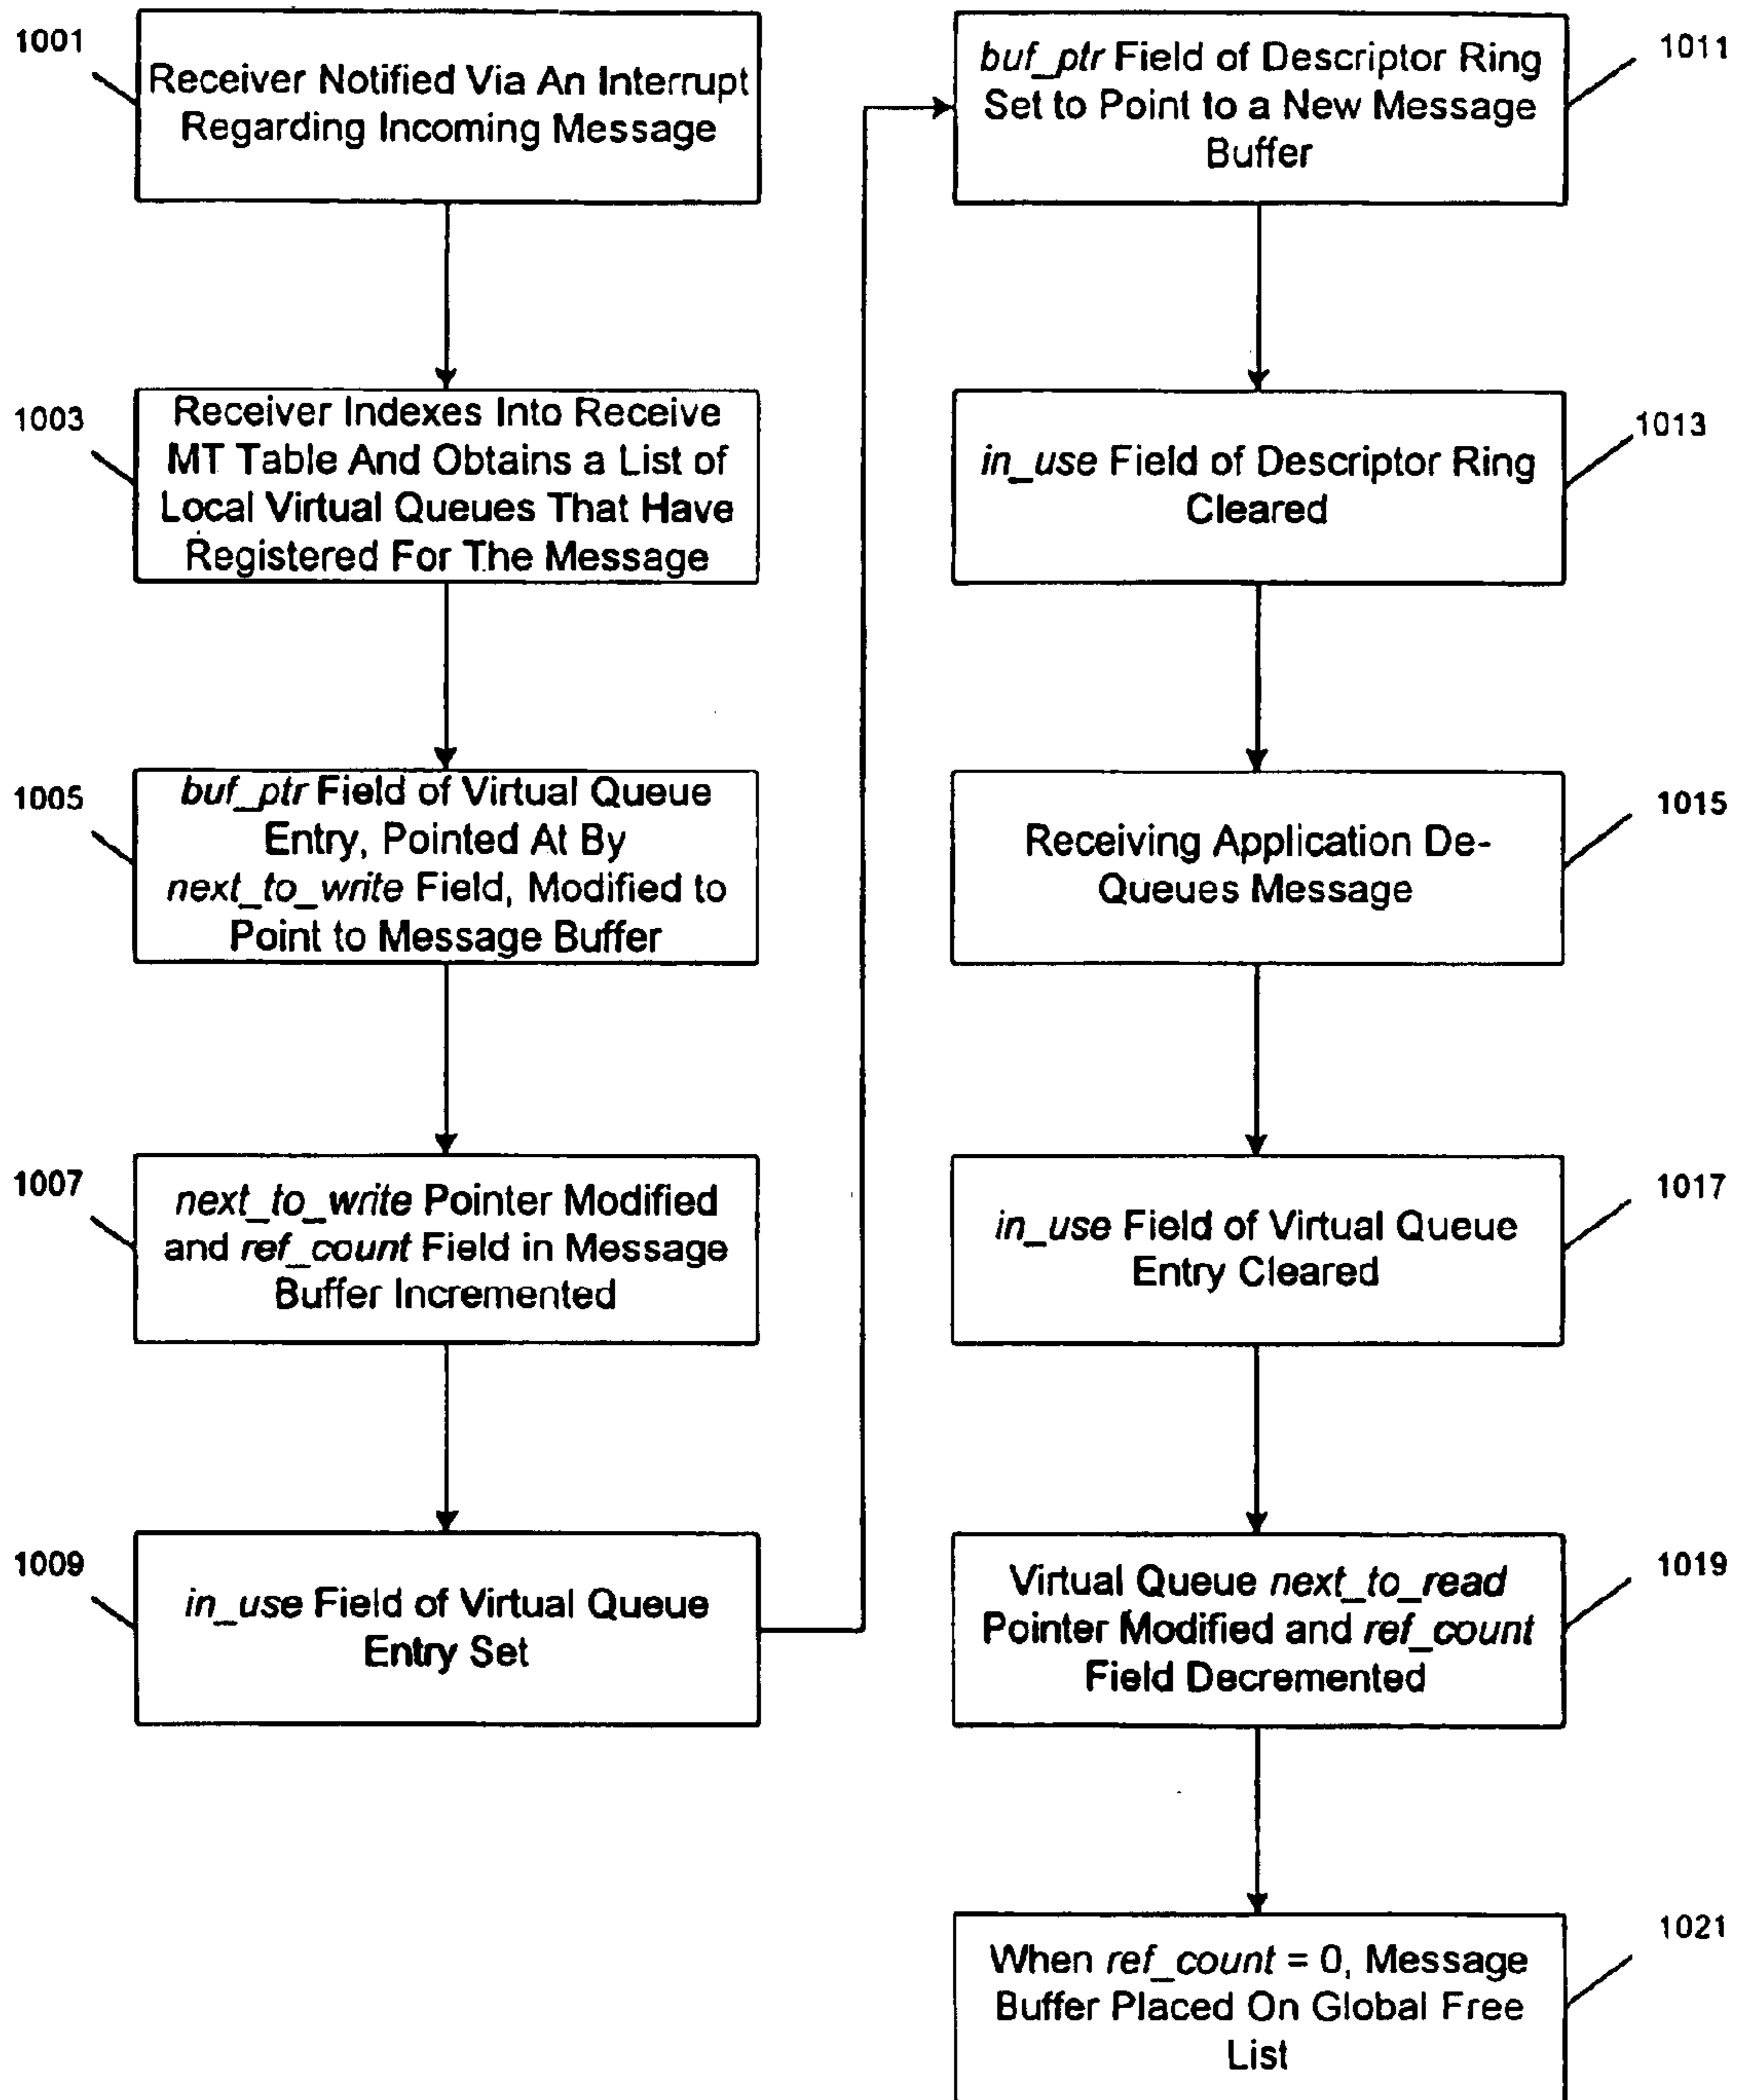 1001
Receiver Notified Via An Interrupt
Regarding Incoming Message
1003
Receiver Indexes Into Receive
MT Table And Obtains a List of
Local Virtual Queues That Have
Registered For The Message
1005
buf_ptr Field of Virtual Queue
Entry, Pointed At By
next_to_write Field, Modified to
Point to Message Buffer
1007
next_to_write Pointer Modified
and ref_count Field in Message
Buffer Incremented
1009
in_use Field of Virtual Queue
Entry Set
1011
buf_ptr Field of Descriptor Ring
Set to Point to a New Message
Buffer
1013
in_use Field of Descriptor Ring
Cleared
1015
Receiving Application De-
Queues Message
1017
in_use Field of Virtual Queue
Entry Cleared
1019
Virtual Queue next_to_read
Pointer Modified and ref_count
Field Decremented
1021
When ref_count = 0, Message
Buffer Placed On Global Free
List